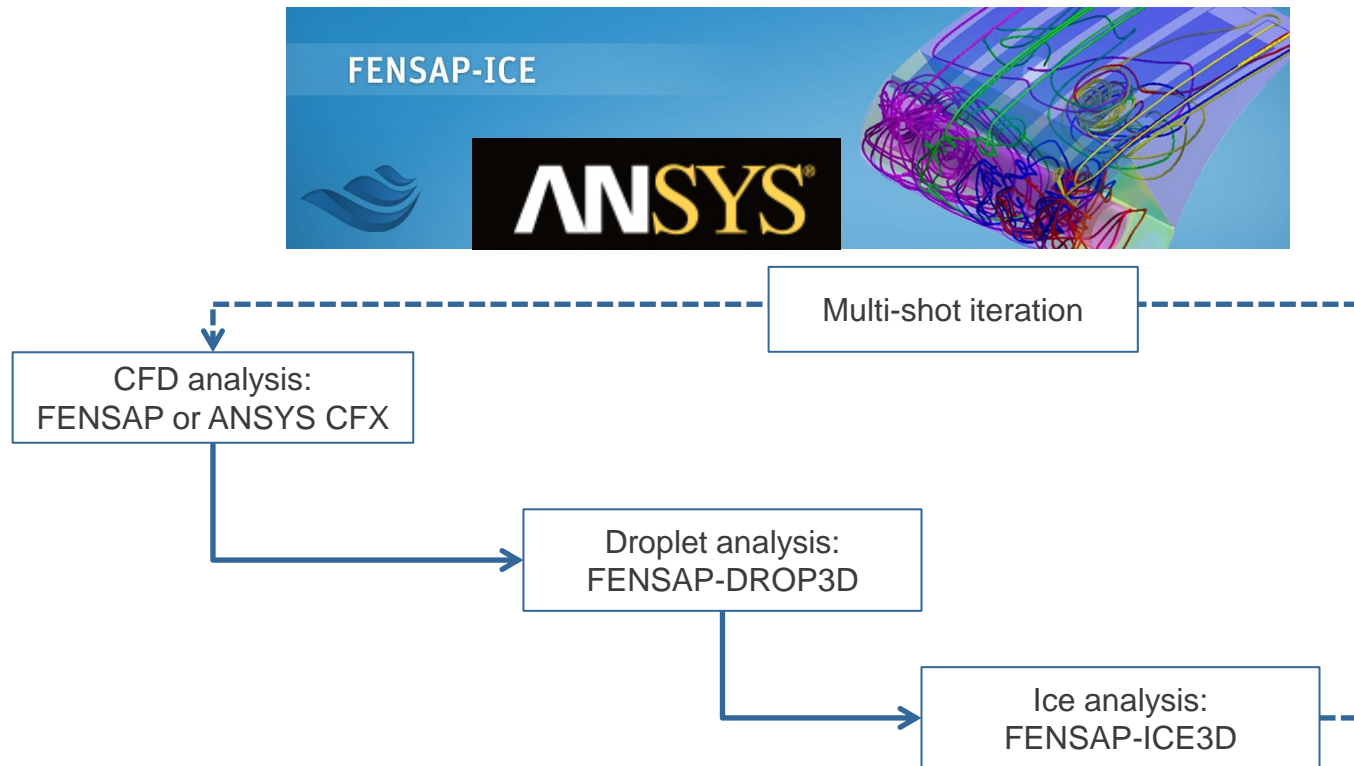 FENSAP-ICE
ANSYS®
Multi-shot iteration
CFD analysis:
FENSAP or ANSYS CFX
Droplet analysis:
FENSAP-DROP3D
Ice analysis:
FENSAP-ICE3D